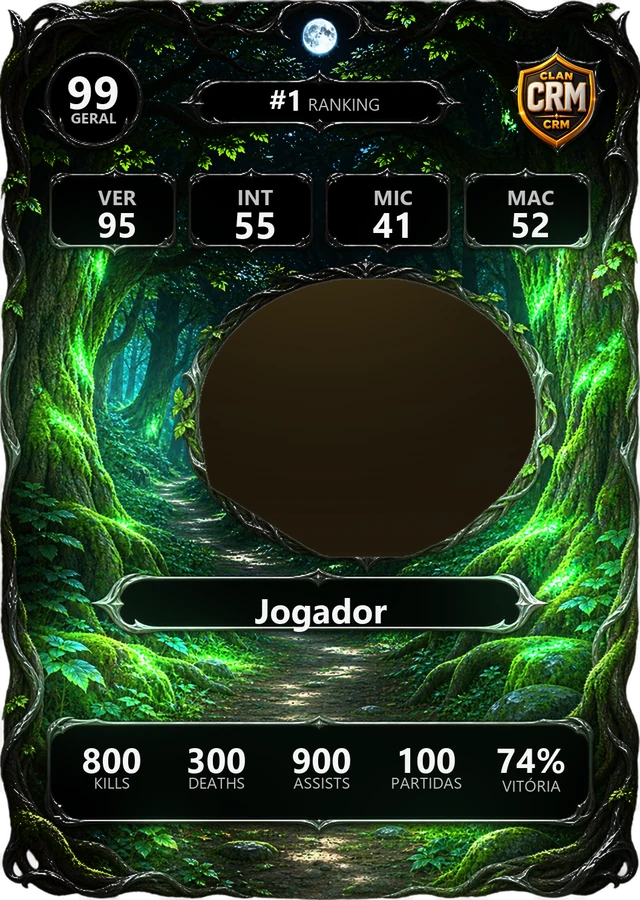 99
GERAL
#1 RANKING
CLAN
CRM
CRM
VER
95
INT
55
MIC
41
MAC
52
Jogador
800
KILLS
300
DEATHS
900
ASSISTS
100
PARTIDAS
74%
VITÓRIA